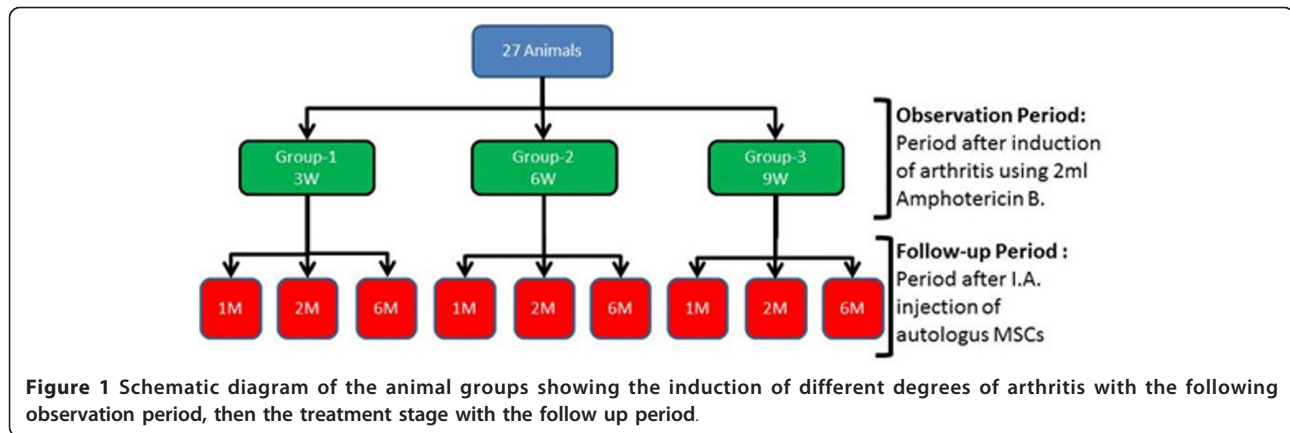 27 Animals
Group-1
3W
Group-2
6W
Group-3
9W
Observation Period:
Period after induction
of arthritis using 2ml
Amphotericin B.
1M
2M
6M
1M
2M
6M
1M
2M
6M
Follow-up Period :
Period after I.A.
injection of
autologus MSCs
Figure 1 Schematic diagram of the animal groups showing the induction of different degrees of arthritis with the following
observation period, then the treatment stage with the follow up period.